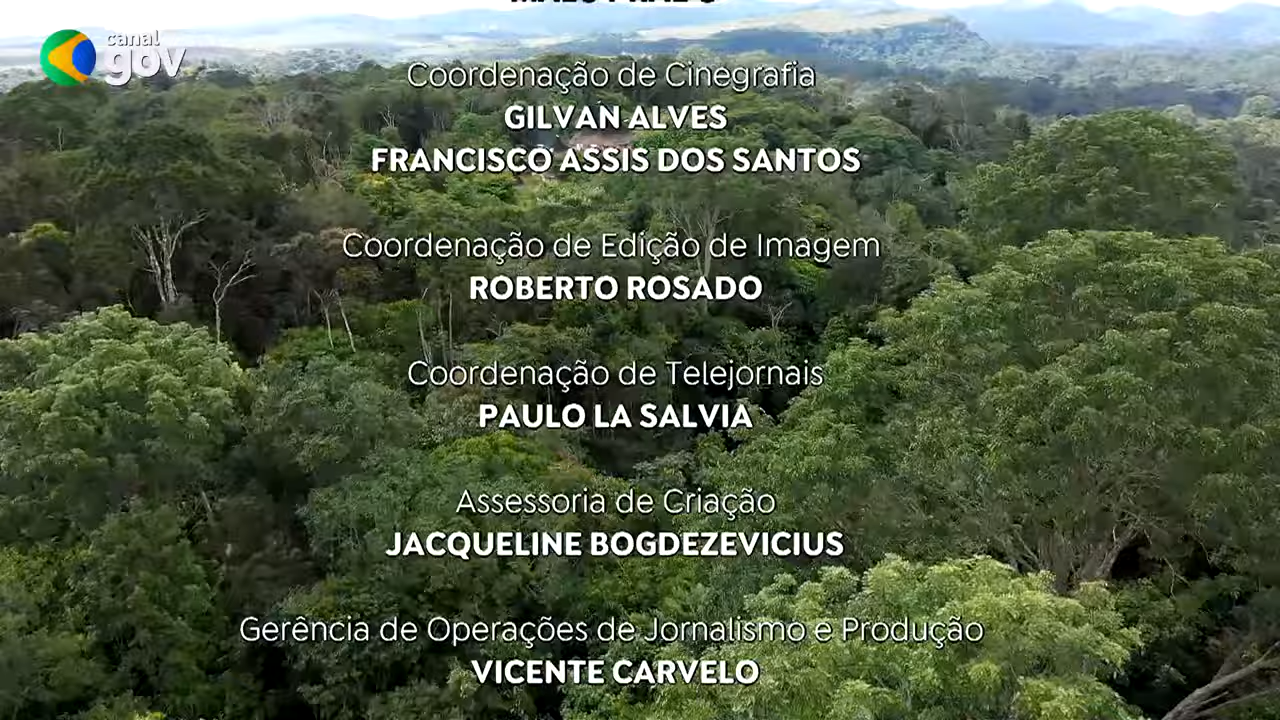 canal
gov
Coordenação de Cinegrafia
GILVAN ALVES
FRANCISCO ASSIS DOS SANTOS
Coordenação de Edição de Imagem
ROBERTO ROSADO
Coordenação de Telejornais
PAULO LA SALVIA
Assessoria de Criação
JACQUELINE BOGDEZEVICIUS
Gerência de Operações de Jornalismo e Produção
VICENTE CARVELO